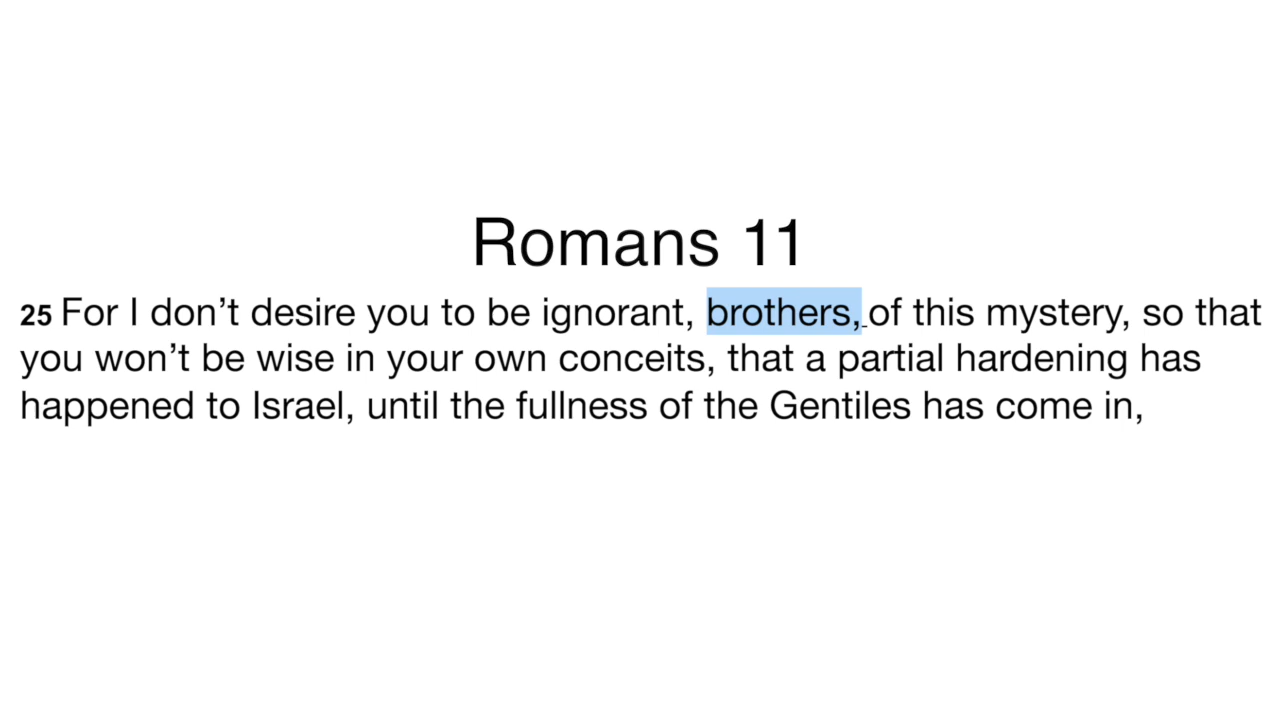 Romans 11
25 For I don’t desire you to be ignorant, brothers, of this mystery, so that
you won’t be wise in your own conceits, that a partial hardening has
happened to Israel, until the fullness of the Gentiles has come in,